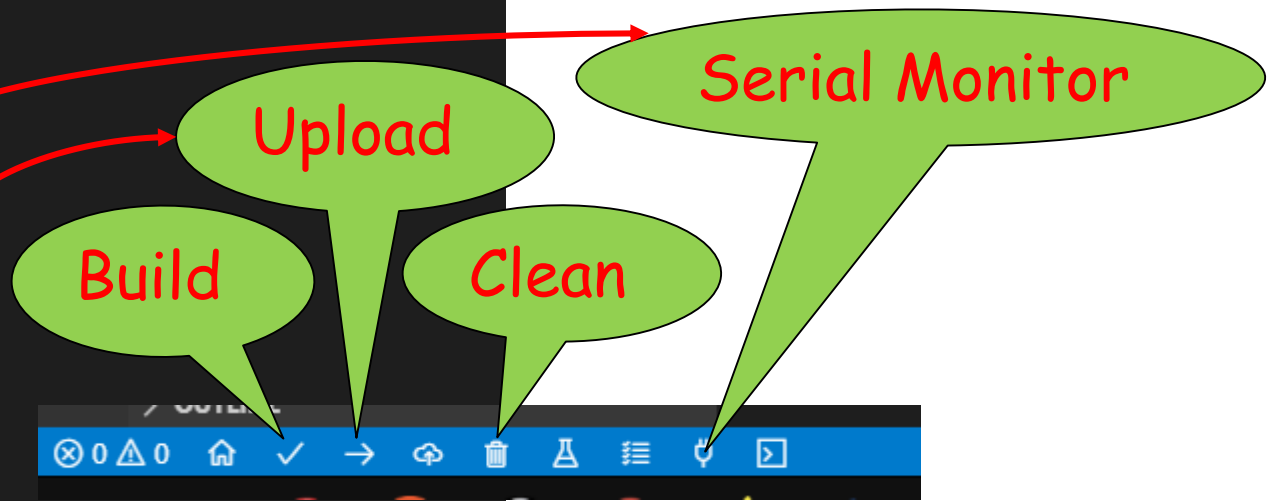 Serial Monitor
Upload
Build
Clean
OUTLINE
0 0